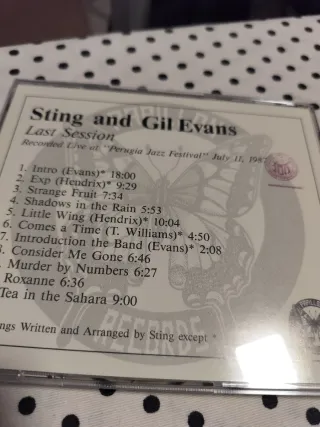 Sting and Gil Evans
Last Session
Recorded Live at "Perugia Jazz Festival" July 11, 1987
1. Intro (Evans)* 18:00
2. Exp (Hendrix)* 9:29
3. Strange Fruit 7:34
4. Shadows in the Rain 5:53
5. Little Wing (Hendrix)* 10:04
6. Comes a Time (T. Williams)* 4:50
7. Introduction the Band (Evans)* 2:08
Consider Me Gone 6:46
Murder by Numbers 6:27
Roxanne 6:36
Tea in the Sahara 9:00
ngs Written and Arranged by Sting except *
RECORDS